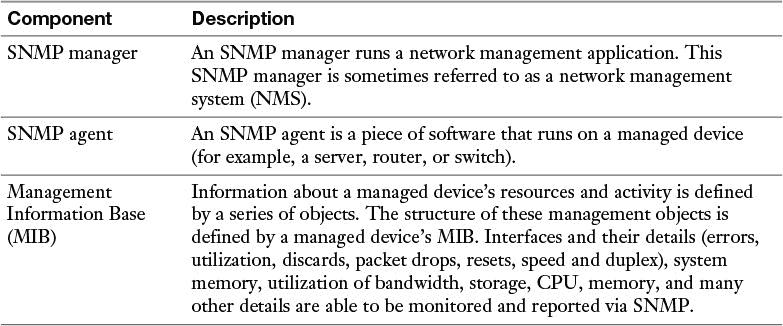 Component Description
SNMP manager An SNMP manager runs a network management application. This
SNMP manager is sometimes referred to as a network management
system (NMS).
SNMP agent An SNMP agent is a piece of software that runs on a managed device
(for example, a server, router, or switch).
Management Information about a managed device’s resources and activity is defined
Information Base by a series of objects. The structure of these management objects is
(MIB) defined by a managed device’s MIB. Interfaces and their details (errors,
utilization, discards, packet drops, resets, speed and duplex), system
memory, utilization of bandwidth, storage, CPU, memory, and many
other details are able to be monitored and reported via SNMP.